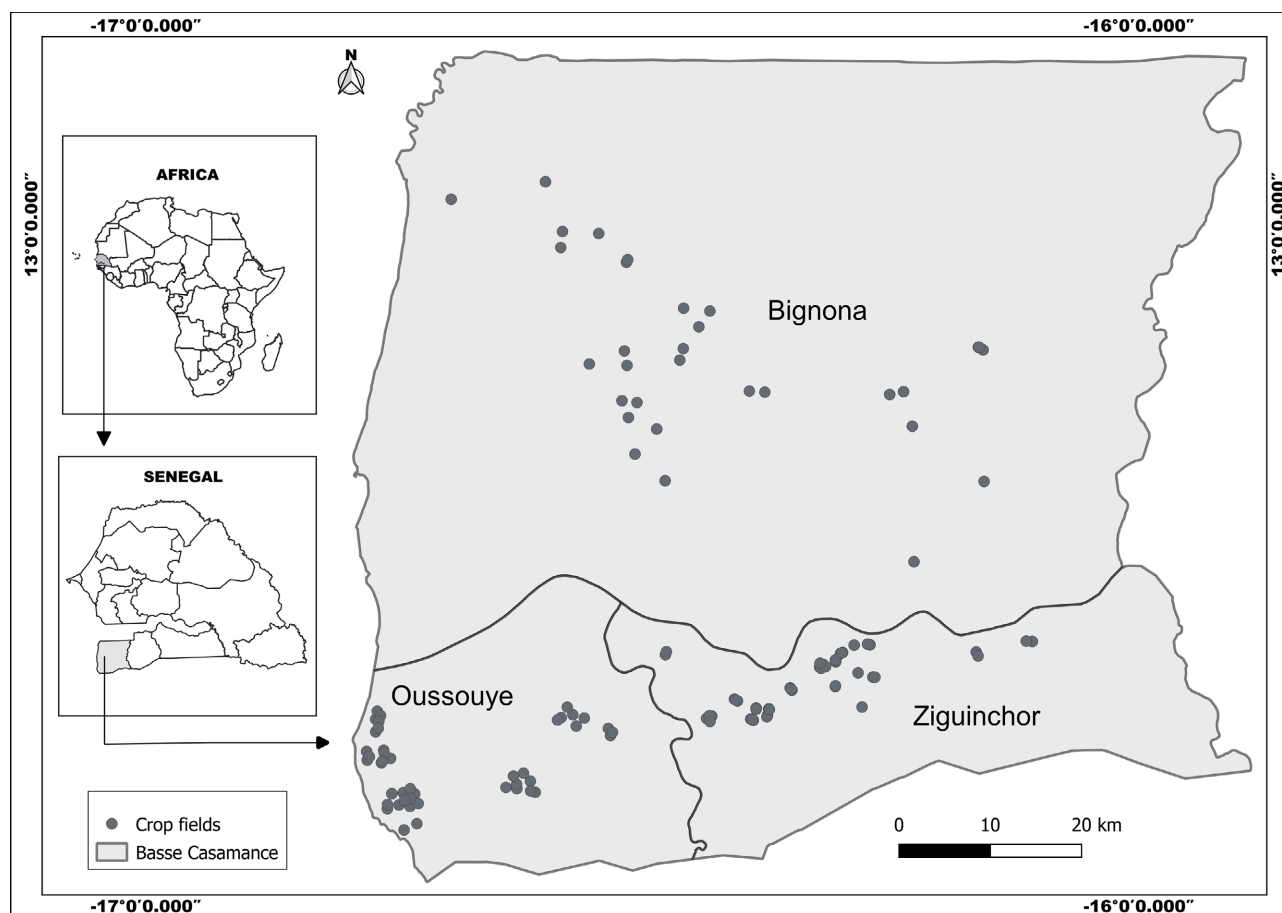 -17°0′0.000″
-16°0′0.000″
N
13°0′0.000″
13°0′0.000″
AFRICA
Bignona
SENEGAL
Oussouye
Ziguinchor
Crop fields
Basse Casamance
0 10 20 km
-17°0′0.000″
-16°0′0.000″